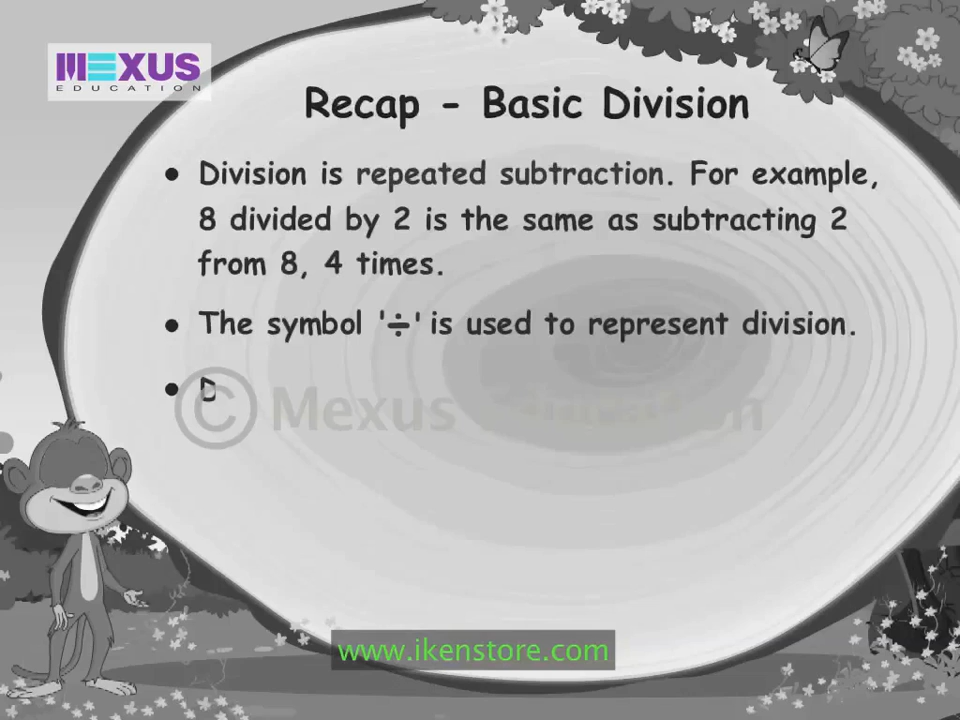 MEXUS
EDUCATION
Recap - Basic Division
• Division is repeated subtraction. For example,
8 divided by 2 is the same as subtracting 2
from 8, 4 times.
• The symbol '÷' is used to represent division.
•
© Mexus Education
www.ikenstore.com